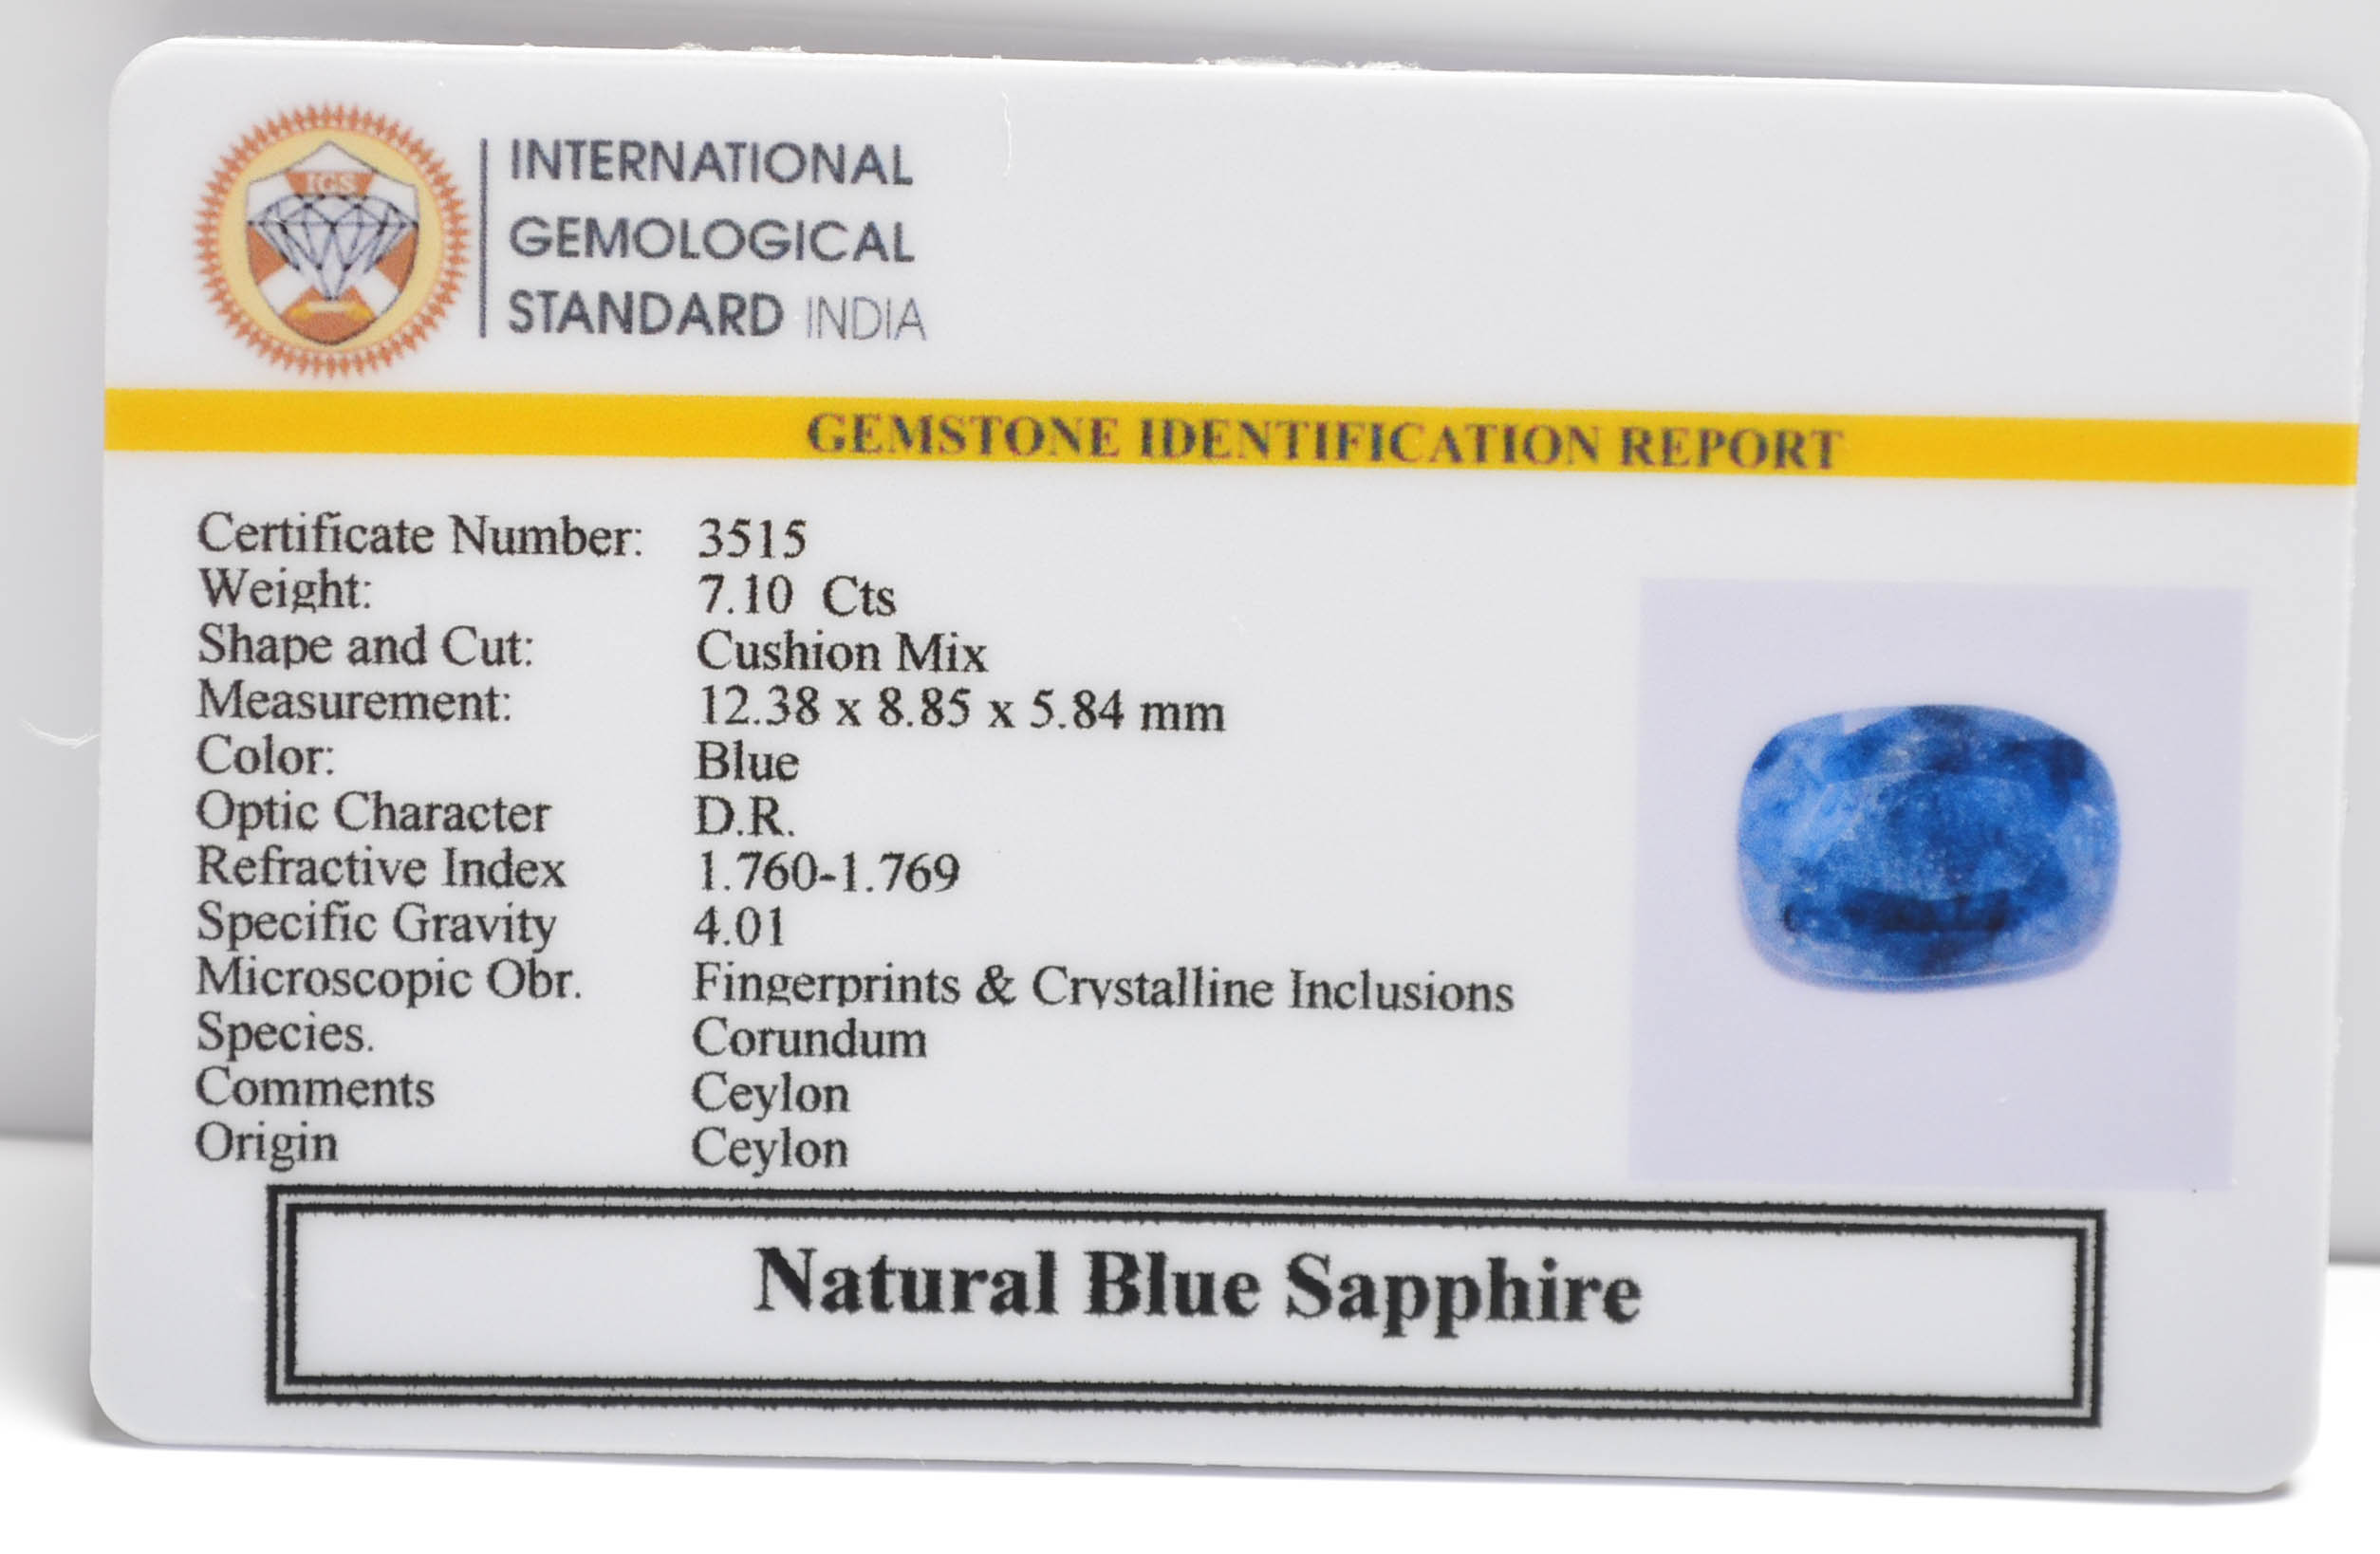 IGS
INTERNATIONAL
GEMOLOGICAL
STANDARD INDIA
GEMSTONE IDENTIFICATION REPORT
Certificate Number: 3515
Weight: 7.10 Cts
Shape and Cut: Cushion Mix
Measurement: 12.38 x 8.85 x 5.84 mm
Color: Blue
Optic Character D.R.
Refractive Index 1.760-1.769
Specific Gravity 4.01
Microscopic Obr. Fingerprints & Crystalline Inclusions
Species. Corundum
Comments Ceylon
Origin Ceylon
Natural Blue Sapphire